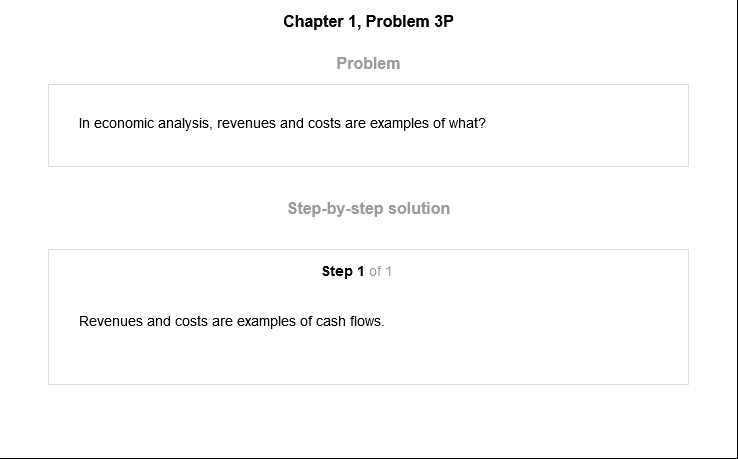 Chapter 1, Problem 3P
Problem
In economic analysis, revenues and costs are examples of what?
Step-by-step solution
Step 1 of 1
Revenues and costs are examples of cash flows.